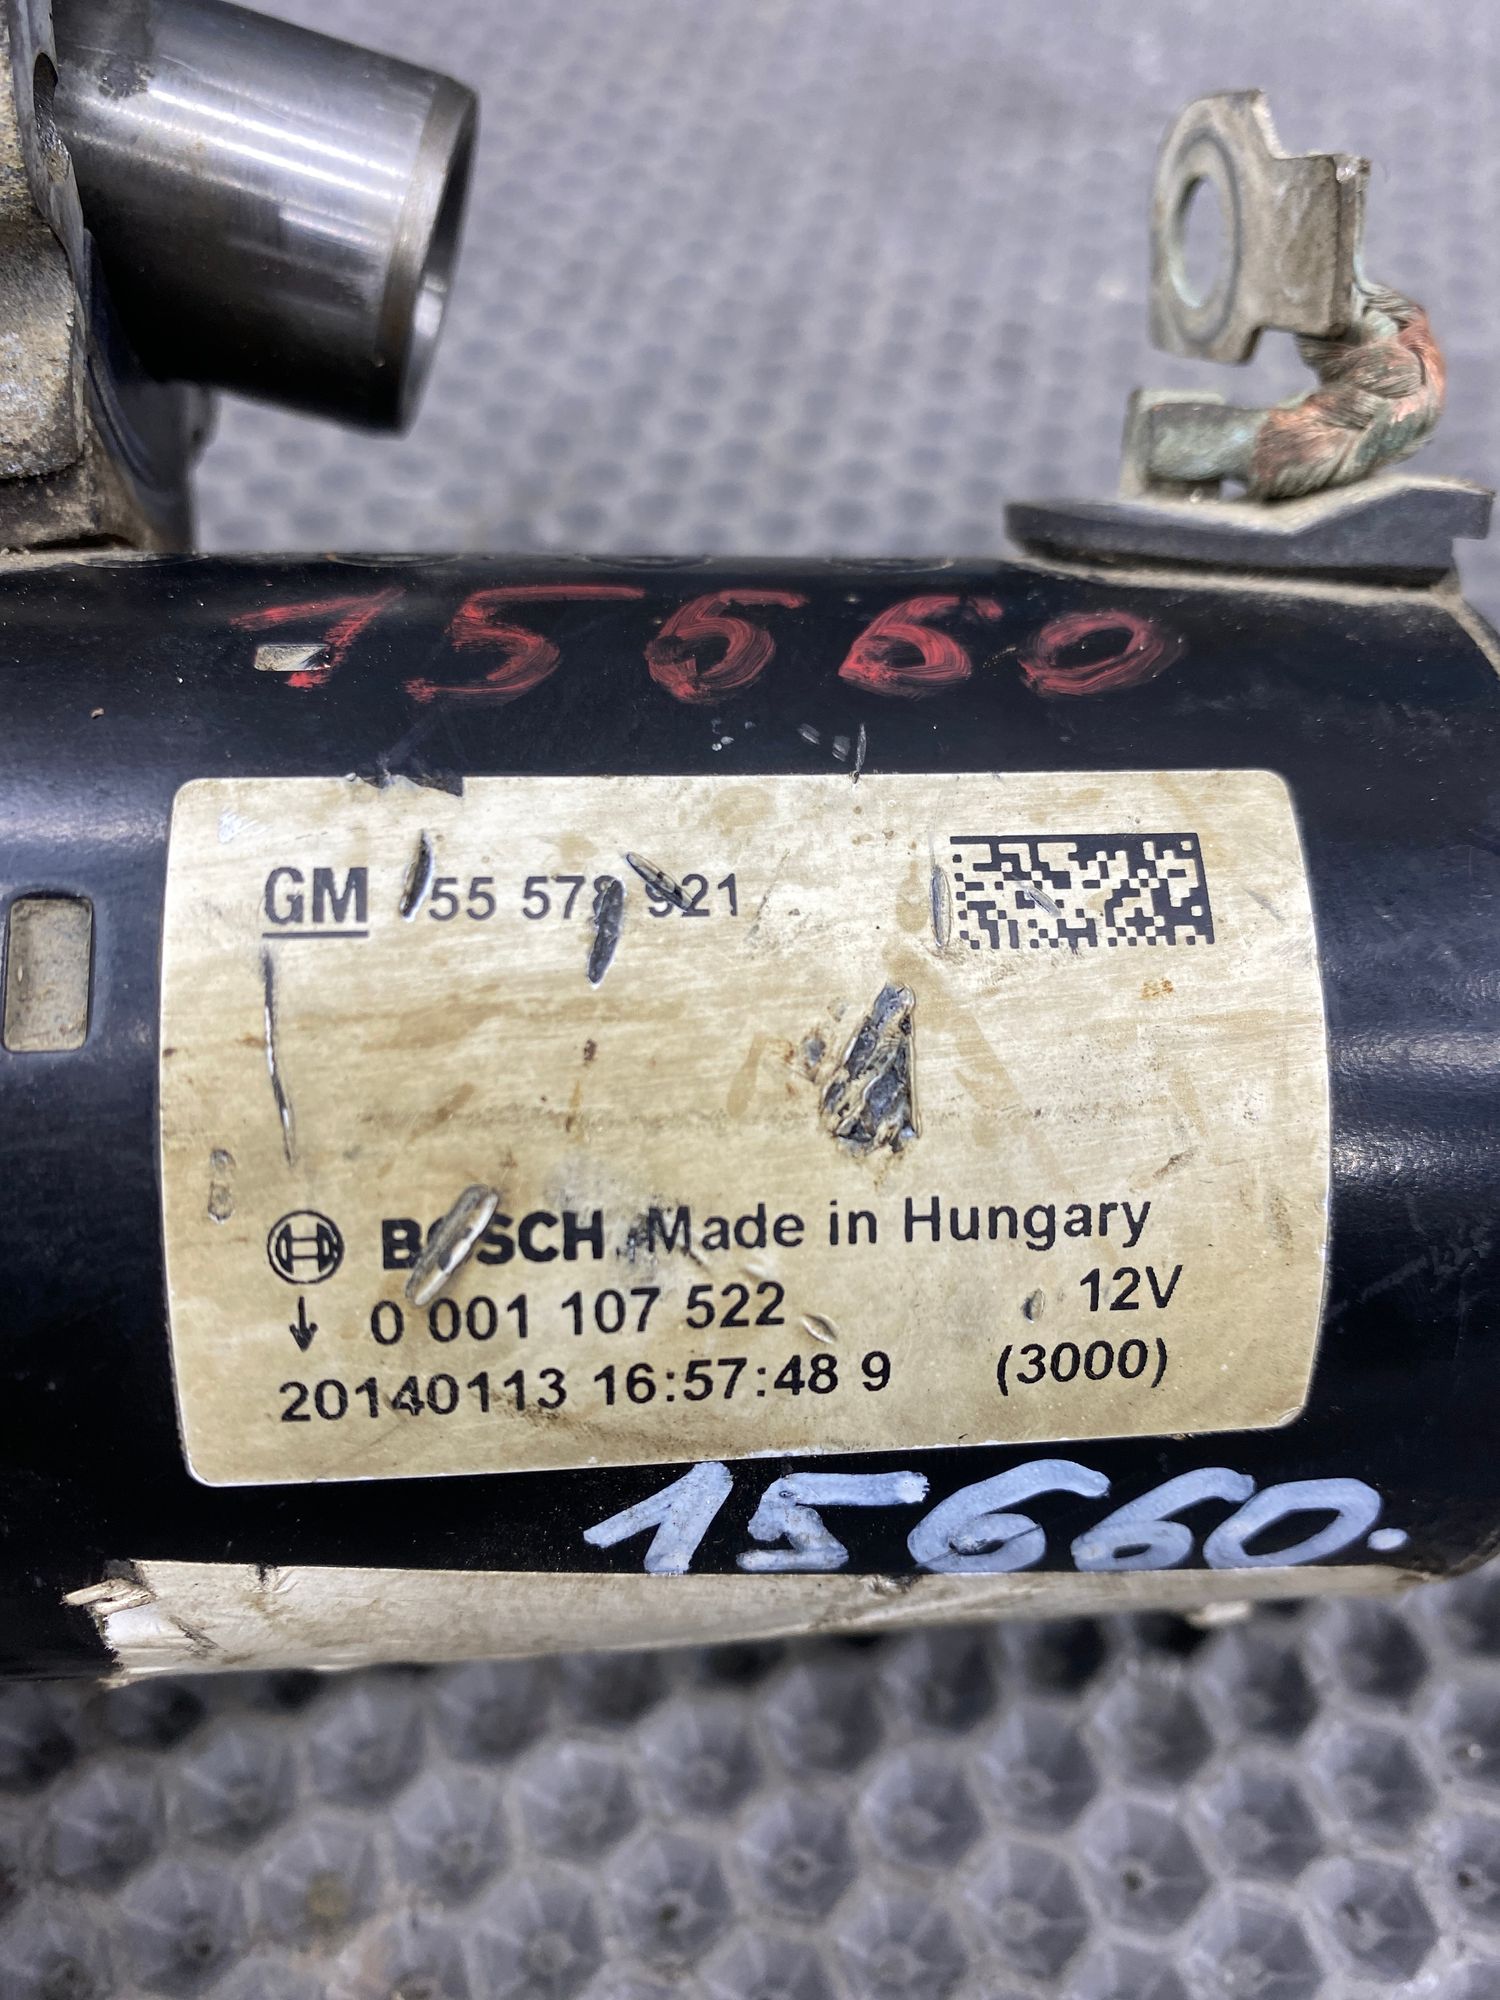 15660
GM 55 578 921
BOSCH Made in Hungary
↓ 0 001 107 522 12V
20140113 16:57:48 9 (3000)
15660.